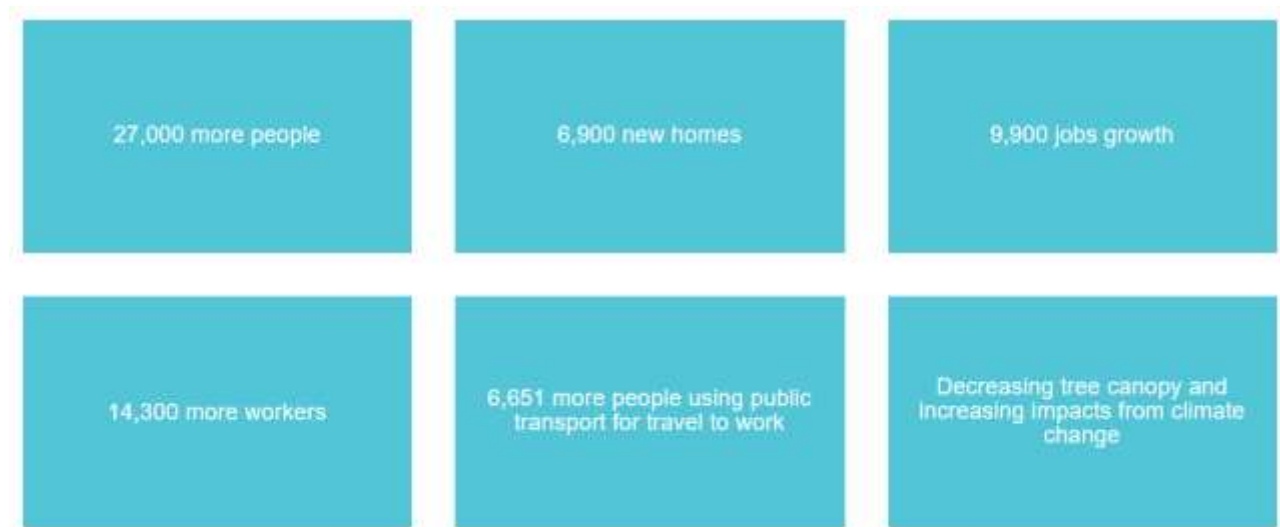 27,000 more people
6,900 new homes
9,900 jobs growth
14,300 more workers
6,651 more people using public
transport for travel to work
Decreasing tree canopy and
increasing impacts from climate
change